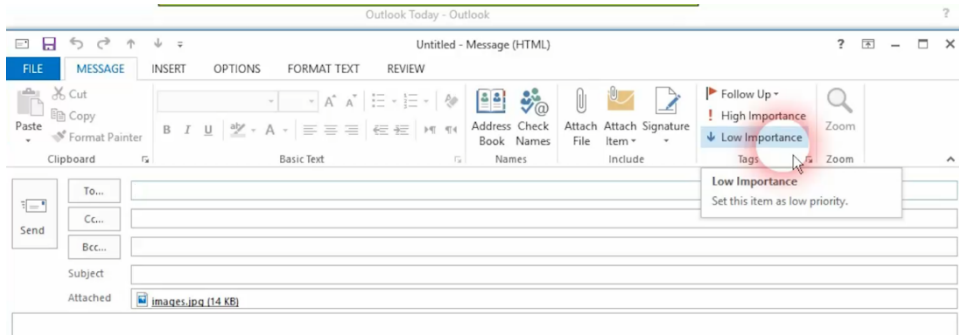 Outlook Today - Outlook ?
Untitled - Message (HTML) ?
FILE MESSAGE INSERT OPTIONS FORMAT TEXT REVIEW
Paste
Cut
Copy
Format Painter
Clipboard
A A
B I U ab A
Basic Text
Address Book
Check Names
Names
Attach File
Attach Item
Signature
Include
Follow Up
! High Importance
Low Importance
Tags
Zoom
Zoom
Low Importance
Set this item as low priority.
Send
To...
Cc...
Bcc...
Subject
Attached images.jpg (14 KB)